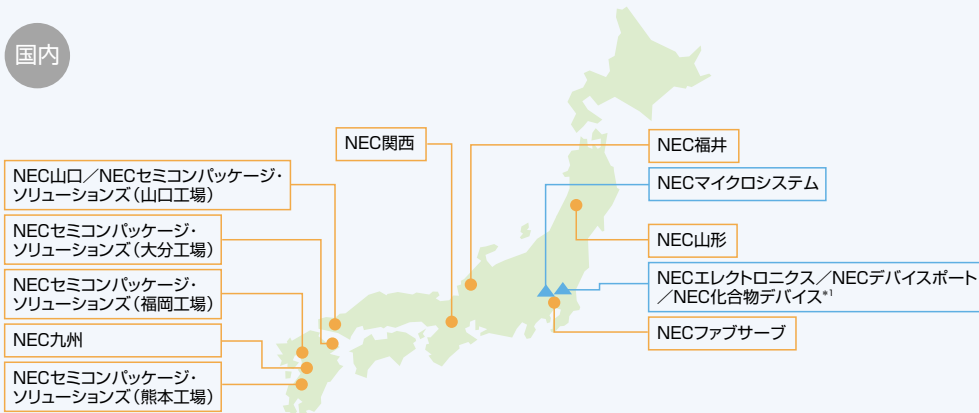 国内
NEC関西
NEC山口／NECセミコンパッケージ・
ソリューションズ（山口工場）
NECセミコンパッケージ・
ソリューションズ（大分工場）
NECセミコンパッケージ・
ソリューションズ（福岡工場）
NEC九州
NECセミコンパッケージ・
ソリューションズ（熊本工場）
NEC福井
NECマイクロシステム
NEC山形
NECエレクトロニクス／NECデバイスポート
／NEC化合物デバイス*1
NECファブサーブ